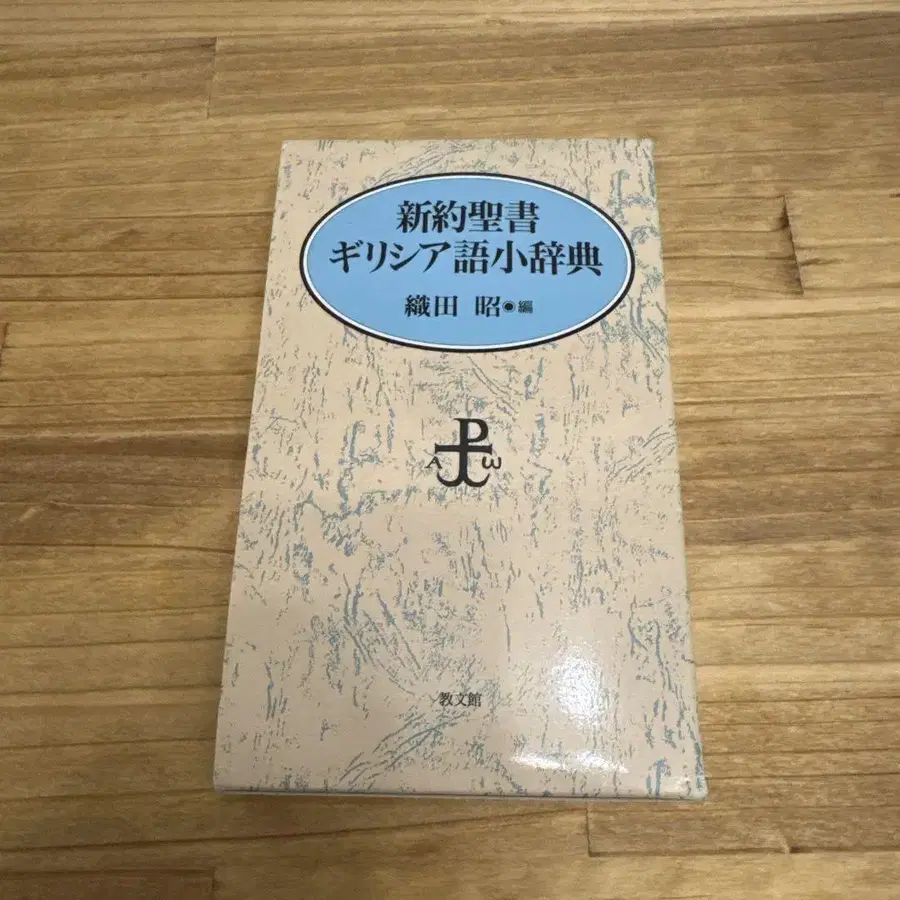 新約聖書
ギリシア語小辞典
織田 昭◉編
A P ω
教文館